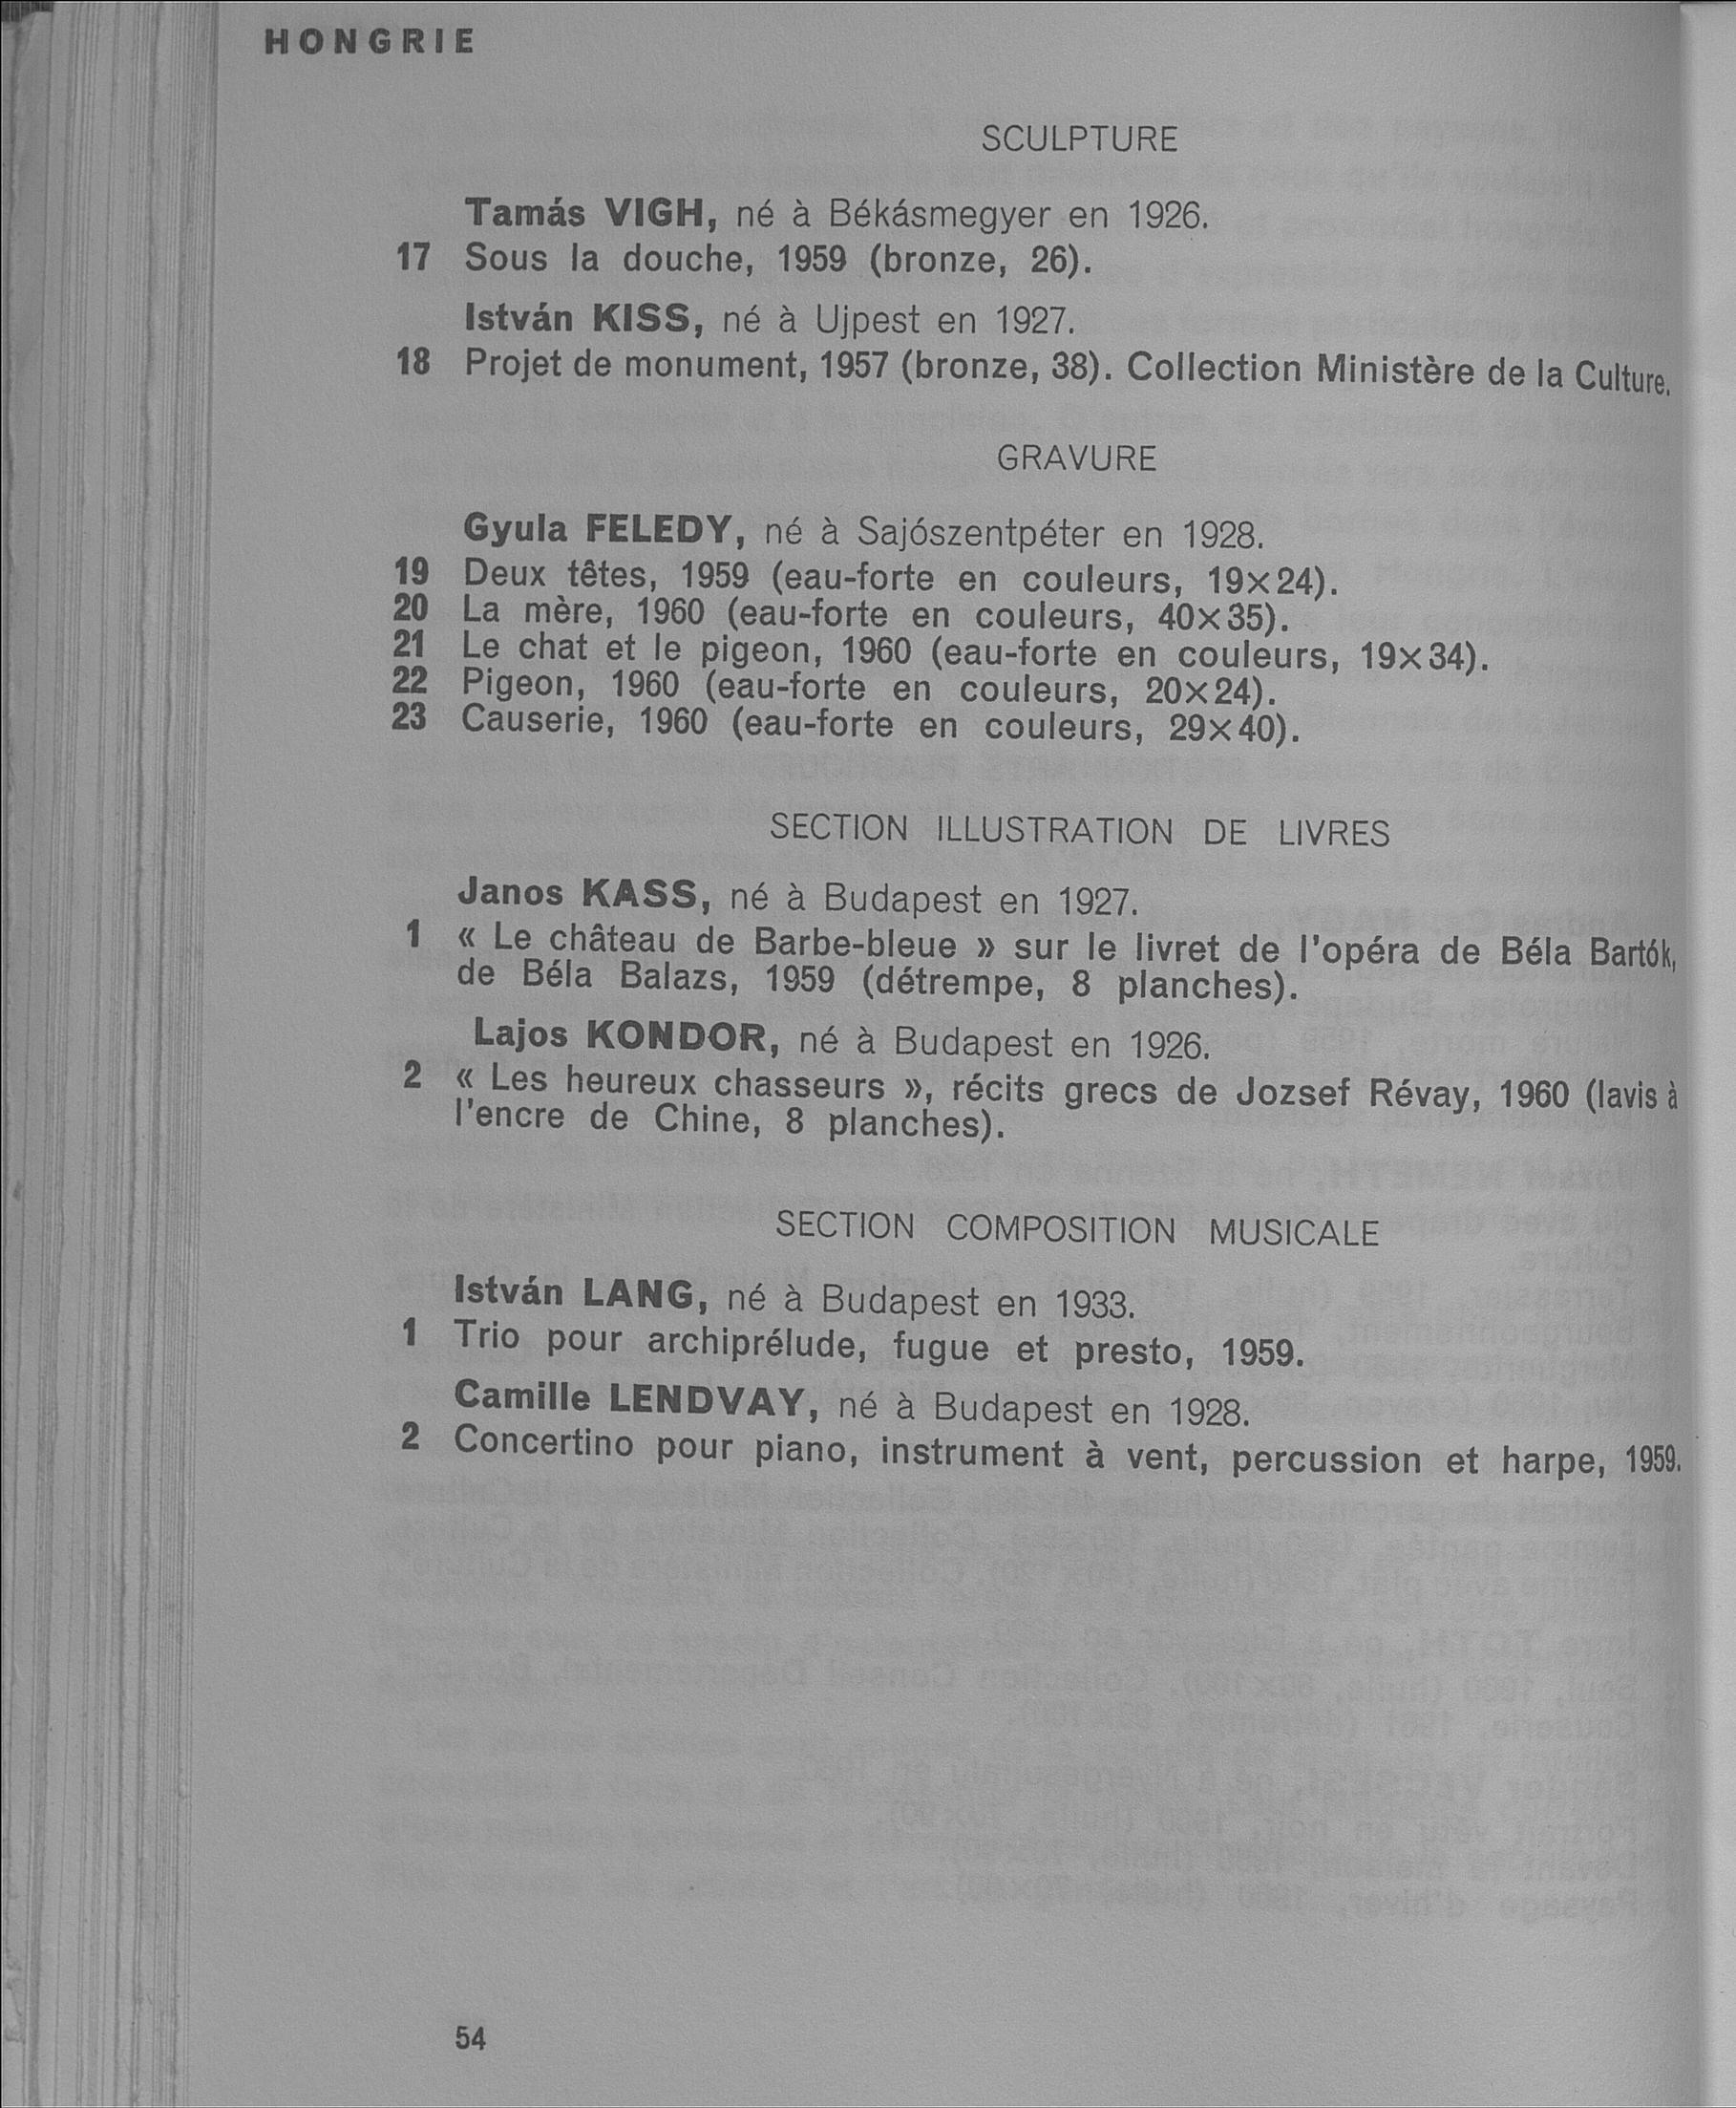 HONGRIE
SCULPTURE
Tamás VIGH, né à Békásmegyer en 1926.
17 Sous la douche, 1959 (bronze, 26).
István KISS, né à Ujpest en 1927.
18 Projet de monument, 1957 (bronze, 38). Collection Ministère de la Culture.
GRAVURE
Gyula FELEDY, né à Sajószentpéter en 1928.
19 Deux têtes, 1959 (eau-forte en couleurs, 19×24).
20 La mère, 1960 (eau-forte en couleurs, 40×35).
21 Le chat et le pigeon, 1960 (eau-forte en couleurs, 19×34).
22 Pigeon, 1960 (eau-forte en couleurs, 20×24).
23 Causerie, 1960 (eau-forte en couleurs, 29×40).
SECTION ILLUSTRATION DE LIVRES
Janos KASS, né à Budapest en 1927.
1 « Le château de Barbe-bleue » sur le livret de l'opéra de Béla Bartók,
de Béla Balazs, 1959 (détrempe, 8 planches).
Lajos KONDOR, né à Budapest en 1926.
2 « Les heureux chasseurs », récits grecs de Jozsef Révay, 1960 (lavis à
l'encre de Chine, 8 planches).
SECTION COMPOSITION MUSICALE
István LANG, né à Budapest en 1933.
1 Trio pour archiprélude, fugue et presto, 1959.
Camille LENDVAY, né à Budapest en 1928.
2 Concertino pour piano, instrument à vent, percussion et harpe, 1959.
54